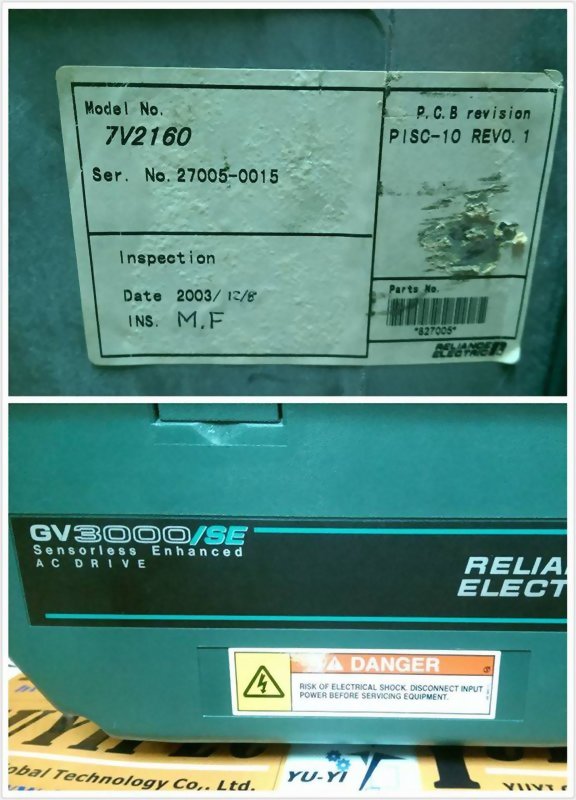 Model No.
7V2160
Ser. No. 27005-0015
P.C.B revision
PISC-10 REV0.1
Inspection
Date 2003/12/8
INS. M.F
Parts No.
*627005*
RELIANCE
ELECTRIC
GV3000/SE
Sensorless Enhanced
AC DRIVE
RELIA
ELECT
DANGER
RISK OF ELECTRICAL SHOCK. DISCONNECT INPUT
POWER BEFORE SERVICING EQUIPMENT.
obal Technology Co,. Ltd.
YU-YI